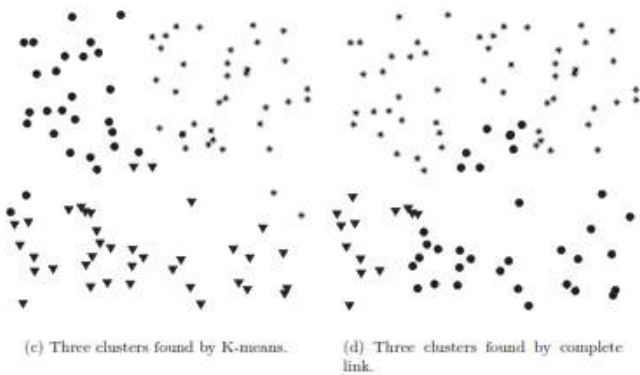 (c) Three clusters found by K-means.
(d) Three clusters found by complete
link.